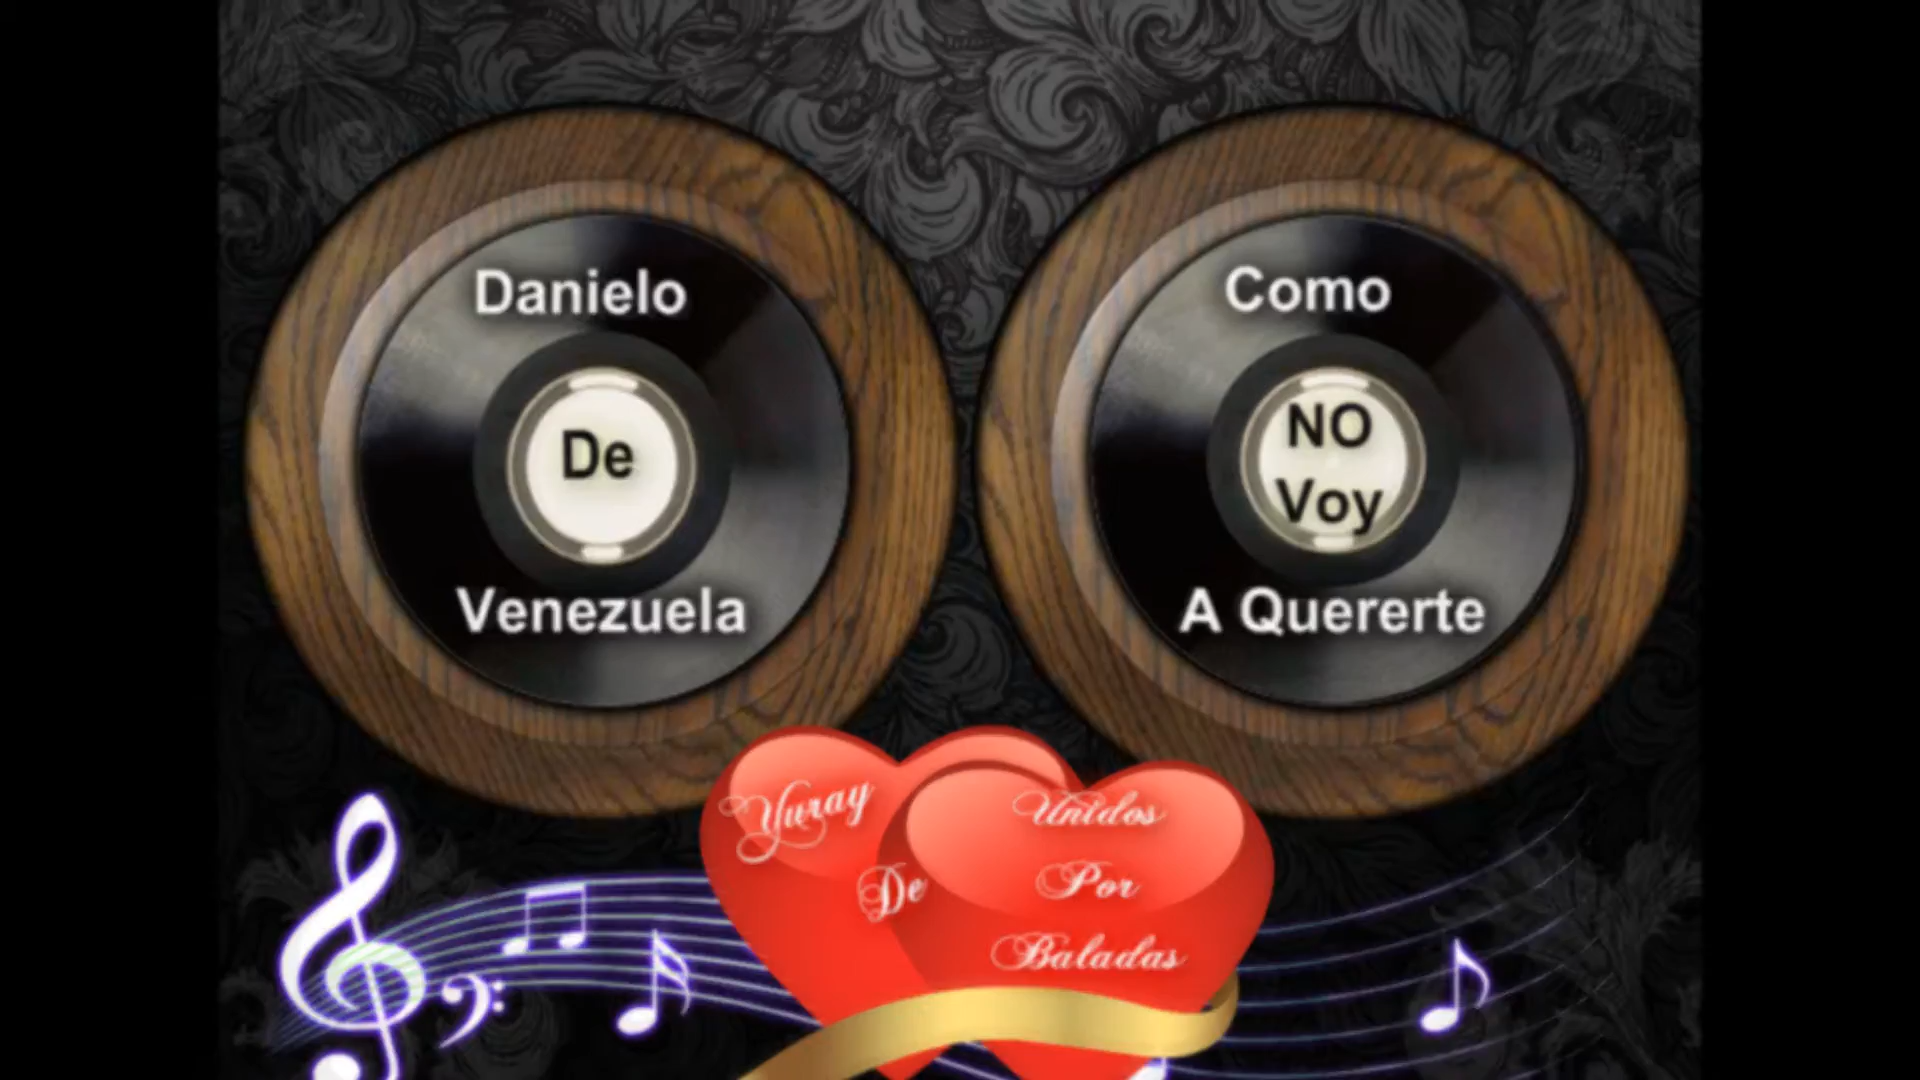 Danielo
De
Venezuela
Como
NO
Voy
A Quererte
Yuray
De
Unidos
Por
Baladas